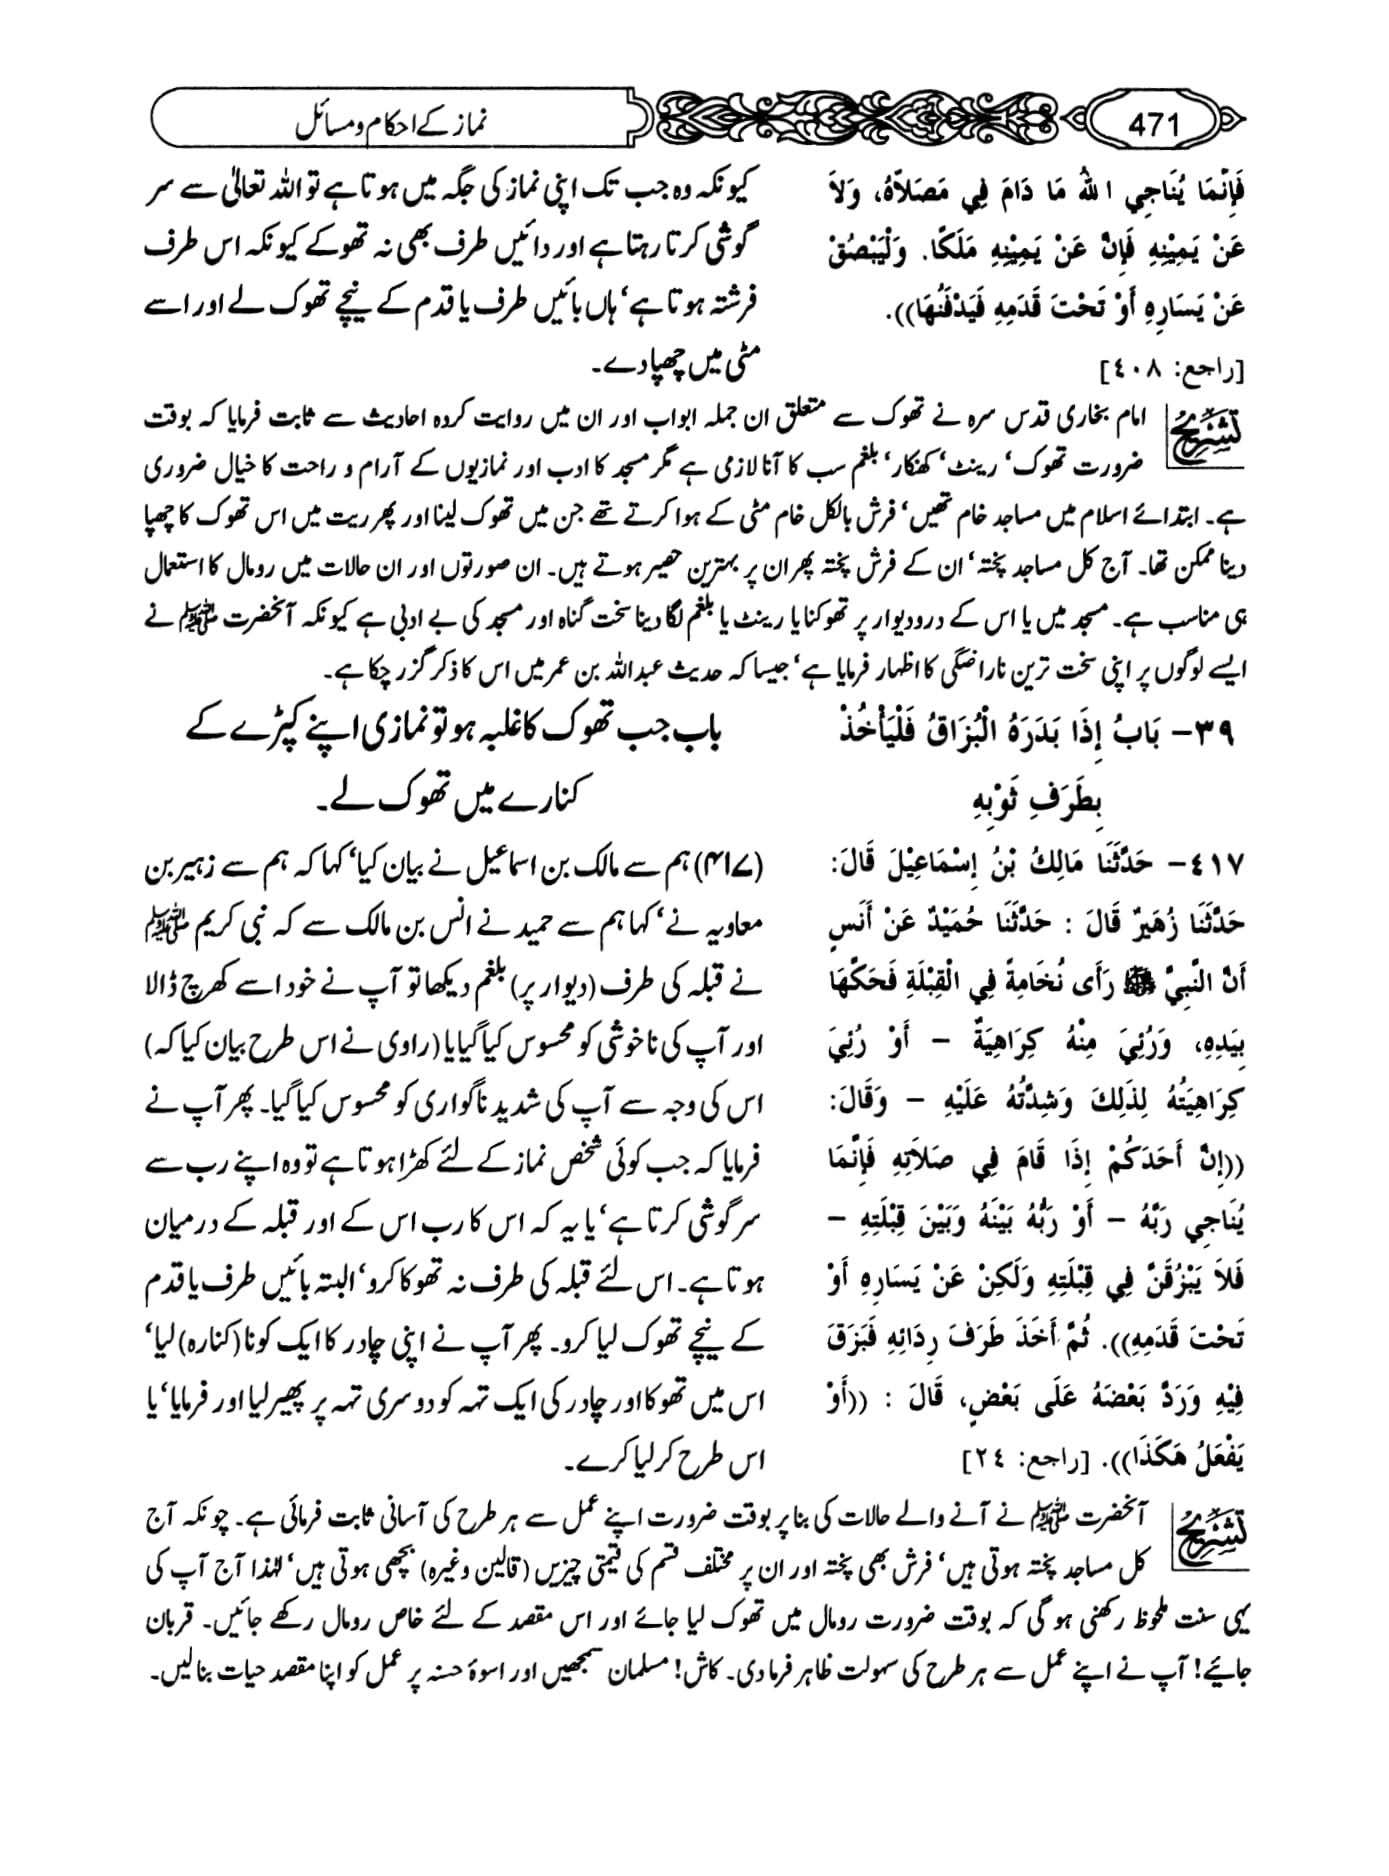 471
نماز کے احکام و مسائل
فَإِنَّمَا يُنَاجِي اللهَ مَا دَامَ فِي مَصَلاَّهُ، وَلاَ
عَنْ يَمِيْنِهِ فَإِنَّ عَنْ يَمِيْنِهِ مَلَكًا. وَلْيَبْصُقْ
عَنْ يَسَارِهِ أَوْ تَحْتَ قَدَمِهِ فَيَدْفِنُهَا)).
[راجع: ٤٠٨]
کیونکہ وہ جب تک اپنی نماز کی جگہ میں ہوتا ہے تو اللہ تعالیٰ سے سر
گوشی کرتا رہتا ہے اور دائیں طرف بھی نہ تھوکے کیونکہ اس طرف
فرشتہ ہوتا ہے‘ ہاں بائیں طرف یا قدم کے نیچے تھوک لے اور اسے
مٹی میں چھپا دے۔
تشریح
امام بخاری قدس سرہ نے تھوک سے متعلق ان جملہ ابواب اور ان میں روایت کردہ احادیث سے ثابت فرمایا کہ بوقت
ضرورت تھوک‘ رینٹ‘ کھنکار‘ بلغم سب کا آنا لازمی ہے مگر مسجد کا ادب اور نمازیوں کے آرام و راحت کا خیال ضروری
ہے۔ ابتدائے اسلام میں مساجد خام تھیں‘ فرش بالکل خام مٹی کے ہوا کرتے تھے جن میں تھوک لینا اور پھر ریت میں اس تھوک کا چھپا
دینا ممکن تھا۔ آج کل مساجد پختہ‘ ان کے فرش پختہ پھر ان پر بہترین حصیر ہوتے ہیں۔ ان صورتوں اور ان حالات میں رومال کا استعمال
ہی مناسب ہے۔ مسجد میں یا اس کے در و دیوار پر تھوکنا یا رینٹ یا بلغم لگا دینا سخت گناہ اور مسجد کی بے ادبی ہے کیونکہ آنحضرت ﷺ نے
ایسے لوگوں پر اپنی سخت ترین ناراضگی کا اظہار فرمایا ہے‘ جیسا کہ حدیث عبداللہ بن عمر میں اس کا ذکر گزر چکا ہے۔
٣٩- بَابُ إِذَا بَدَرَهُ الْبُزَاقُ فَلْيَأْخُذْ
بِطَرَفِ ثَوْبِهِ
باب جب تھوک کا غلبہ ہو تو نمازی اپنے کپڑے کے
کنارے میں تھوک لے۔
٤١٧- حَدَّثَنَا مَالِكُ بْنُ إِسْمَاعِيْلَ قَالَ:
حَدَّثَنَا زُهَيرٌ قَالَ : حَدَّثَنَا حُمَيْدٌ عَنْ أَنَسٍ
أَنَّ النَّبِيَّ ﷺ رَأَى نُخَامِةً فِي الْقِبْلَةِ فَحَكَّهَا
بِيَدِهِ، وَرُئِيَ مِنْهُ كِرَاهِيَةٌ - أَوْ رُئِيَ
كِرَاهِيَتُهُ لِذَلِكَ وَشِدَّتُهُ عَلَيْهِ - وَقَالَ:
((إِنَّ أَحَدَكُمْ إِذَا قَامَ فِي صَلاَتِهِ فَإِنَّمَا
يُنَاجِي رَبَّهُ - أَوْ رَبُّهُ بَيْنَهُ وَبَيْنَ قِبْلَتِهِ -
فَلاَ يَبْزُقَنَّ فِي قِبْلَتِهِ وَلَكِنْ عَنْ يَسَارِهِ أَوْ
تَحْتَ قَدَمِهِ)). ثُمَّ أَخَذَ طَرَفَ رِدَائِهِ فَبَزَقَ
فِيْهِ وَرَدَّ بَعْضَهُ عَلَى بَعْضٍ، قَالَ : ((أَوْ
يَفْعَلُ هَكَذَا)). [راجع: ٢٤]
(۴۱۷) ہم سے مالک بن اسماعیل نے بیان کیا‘ کہا کہ ہم سے زہیر بن
معاویہ نے‘ کہا ہم سے حمید نے انس بن مالک سے کہ نبی کریم ﷺ
نے قبلہ کی طرف (دیوار پر) بلغم دیکھا تو آپ نے خود اسے کھرچ ڈالا
اور آپ کی ناخوشی کو محسوس کیا گیا یا (راوی نے اس طرح بیان کیا کہ)
اس کی وجہ سے آپ کی شدید ناگواری کو محسوس کیا گیا۔ پھر آپ نے
فرمایا کہ جب کوئی شخص نماز کے لئے کھڑا ہوتا ہے تو وہ اپنے رب سے
سرگوشی کرتا ہے‘ یا یہ کہ اس کا رب اس کے اور قبلہ کے درمیان
ہوتا ہے۔ اس لئے قبلہ کی طرف نہ تھوکا کرو‘ البتہ بائیں طرف یا قدم
کے نیچے تھوک لیا کرو۔ پھر آپ نے اپنی چادر کا ایک کونا (کنارہ) لیا‘
اس میں تھوکا اور چادر کی ایک تہہ کو دوسری تہہ پر پھیر لیا اور فرمایا‘ یا
اس طرح کر لیا کرے۔
تشریح
آنحضرت ﷺ نے آنے والے حالات کی بنا پر بوقت ضرورت اپنے عمل سے ہر طرح کی آسانی ثابت فرمائی ہے۔ چونکہ آج
کل مساجد پختہ ہوتی ہیں‘ فرش بھی پختہ اور ان پر مختلف قسم کی قیمتی چیزیں (قالین وغیرہ) بچھی ہوتی ہیں‘ لہٰذا آج آپ کی
یہی سنت ملحوظ رکھنی ہو گی کہ بوقت ضرورت رومال میں تھوک لیا جائے اور اس مقصد کے لئے خاص رومال رکھے جائیں۔ قربان
جائیے! آپ نے اپنے عمل سے ہر طرح کی سہولت ظاہر فرما دی۔ کاش! مسلمان سمجھیں اور اسوۂ حسنہ پر عمل کو اپنا مقصد حیات بنا لیں۔